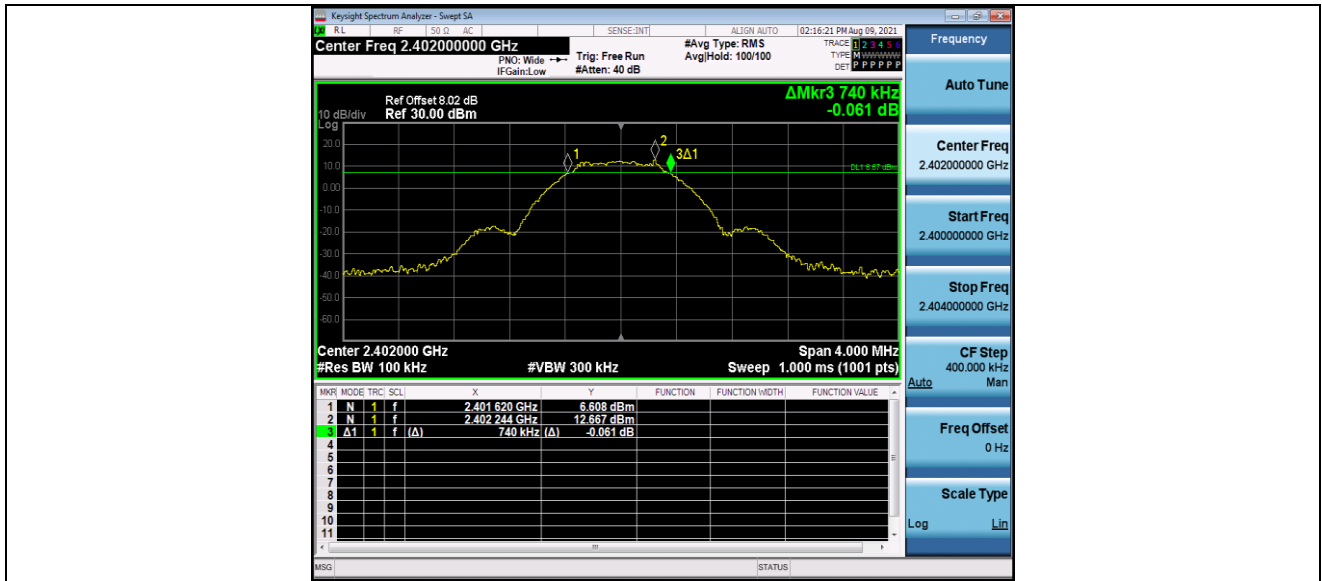 Keysight Spectrum Analyzer - Swept SA
RL RF 50 Ω AC SENSE:INT ALIGN AUTO 02:16:21 PM Aug 09, 2021
Center Freq 2.402000000 GHz
PNO: Wide
IFGain:Low
Trig: Free Run
#Atten: 40 dB
#Avg Type: RMS
Avg|Hold: 100/100
TRACE 1 2 3 4 5 6
TYPE M W W W W W
DET P P P P P P
ΔMkr3 740 kHz
-0.061 dB
Ref Offset 8.02 dB
10 dB/div Ref 30.00 dBm
Log
20.0
10.0
0.00
-10.0
-20.0
-30.0
-40.0
-50.0
-60.0
1
2
3Δ1
Center 2.402000 GHz Span 4.000 MHz
#Res BW 100 kHz #VBW 300 kHz Sweep 1.000 ms (1001 pts)
MKR MODE TRC SCL X Y FUNCTION FUNCTION WIDTH FUNCTION VALUE
1 N 1 f 2.401 620 GHz 6.608 dBm
2 N 1 f 2.402 244 GHz 12.667 dBm
3 Δ1 1 f (Δ) 740 kHz (Δ) -0.061 dB
4
5
6
7
8
9
10
11
MSG STATUS
Frequency
Auto Tune
Center Freq
2.402000000 GHz
Start Freq
2.400000000 GHz
Stop Freq
2.404000000 GHz
CF Step
400.000 kHz
Auto Man
Freq Offset
0 Hz
Scale Type
Log Lin